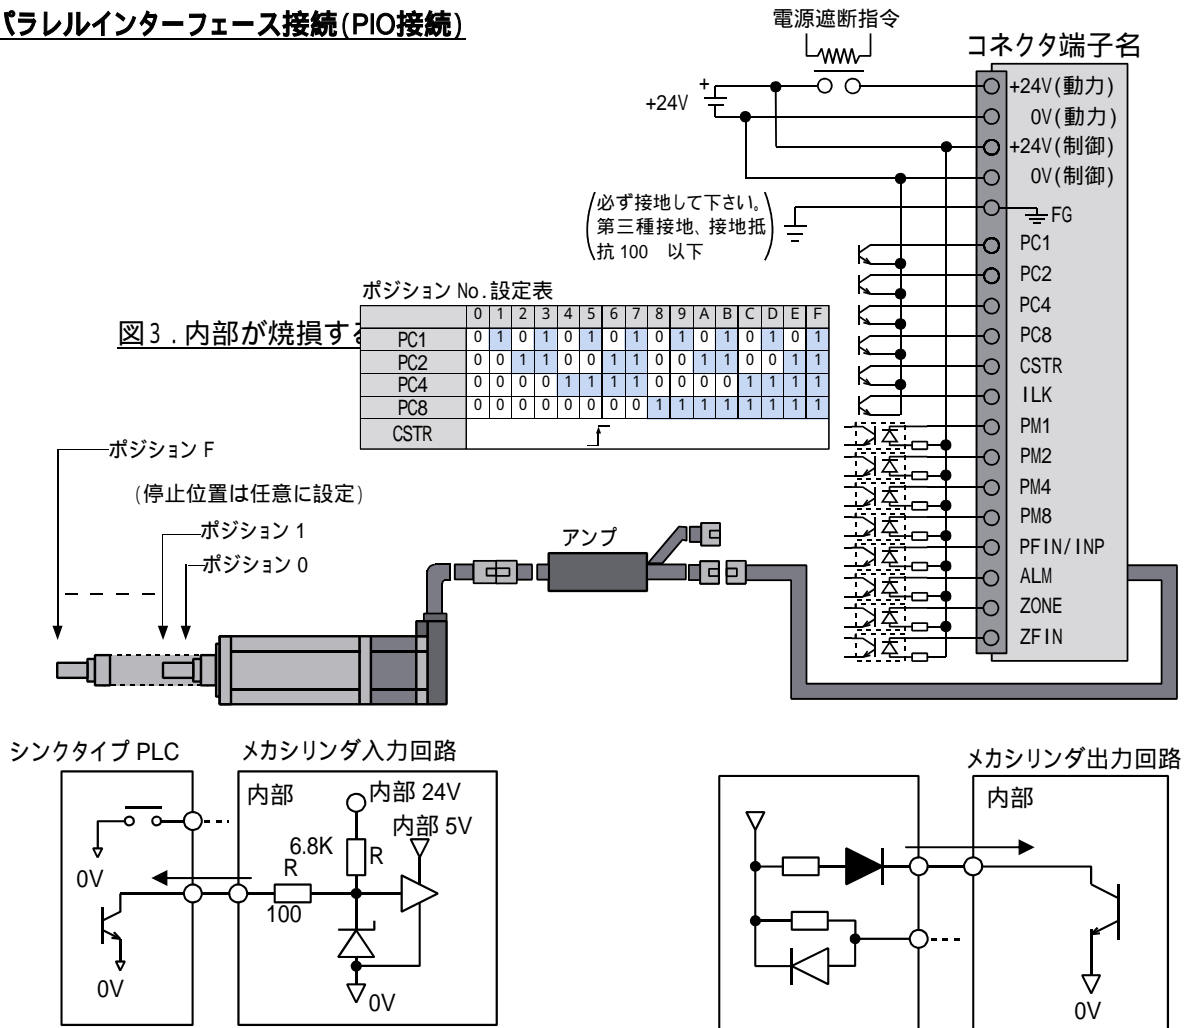 パラレルインターフェース接続(PIO接続)
電源遮断指令
コネクタ端子名
+
+24V
+24V(動力)
0V(動力)
+24V(制御)
0V(制御)
FG
必ず接地して下さい。
第三種接地、接地抵
抗100 以下
PC1
PC2
PC4
PC8
CSTR
ILK
PM1
PM2
PM4
PM8
PFIN/INP
ALM
ZONE
ZFIN
ポジション No.設定表
0 1 2 3 4 5 6 7 8 9 A B C D E F
PC1 0 1 0 1 0 1 0 1 0 1 0 1 0 1 0 1
PC2 0 0 1 1 0 0 1 1 0 0 1 1 0 0 1 1
PC4 0 0 0 0 1 1 1 1 0 0 0 0 1 1 1 1
PC8 0 0 0 0 0 0 0 0 1 1 1 1 1 1 1 1
CSTR
図3.内部が焼損する
ポジション F
(停止位置は任意に設定)
ポジション 1
ポジション 0
アンプ
シンクタイプ PLC
メカシリンダ入力回路
内部
内部 24V
内部 5V
6.8K
R
R
100
0V
0V
0V
メカシリンダ出力回路
内部
0V